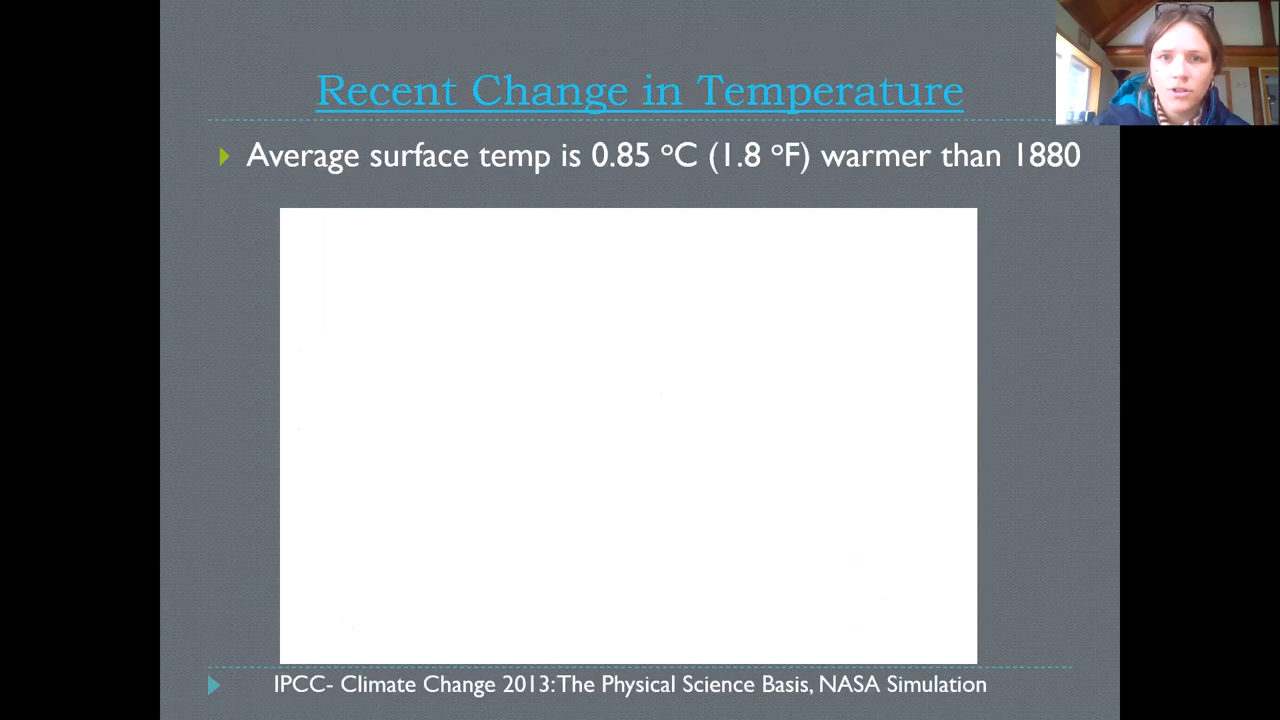 Recent Change in Temperature
Average surface temp is 0.85 °C (1.8 °F) warmer than 1880
IPCC- Climate Change 2013: The Physical Science Basis, NASA Simulation